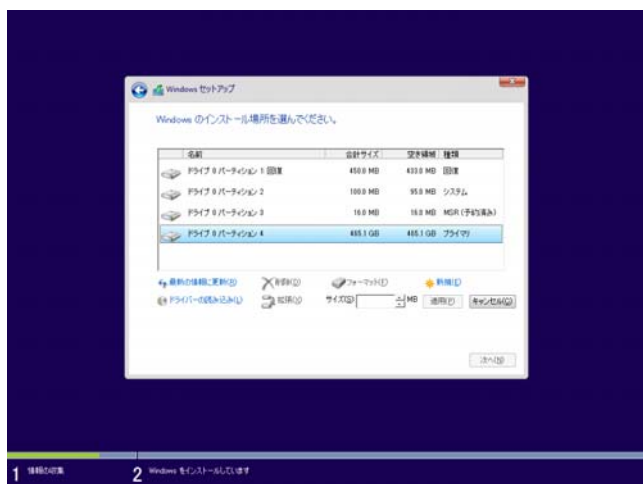 Windows セットアップ
Windows のインストール場所を選んでください。
名前 合計サイズ 空き領域 種類
ドライブ 0 パーティション 1: 回復 450.0 MB 433.0 MB 回復
ドライブ 0 パーティション 2 100.0 MB 95.0 MB システム
ドライブ 0 パーティション 3 16.0 MB 16.0 MB MSR (予約済み)
ドライブ 0 パーティション 4 465.1 GB 465.1 GB プライマリ
最新の情報に更新(R) 削除(D) フォーマット(F) 新規(E)
ドライバーの読み込み(L) 拡張(X) サイズ(S) MB 適用(P) キャンセル(C)
次へ(N)
1 情報の収集 2 Windows をインストールしています